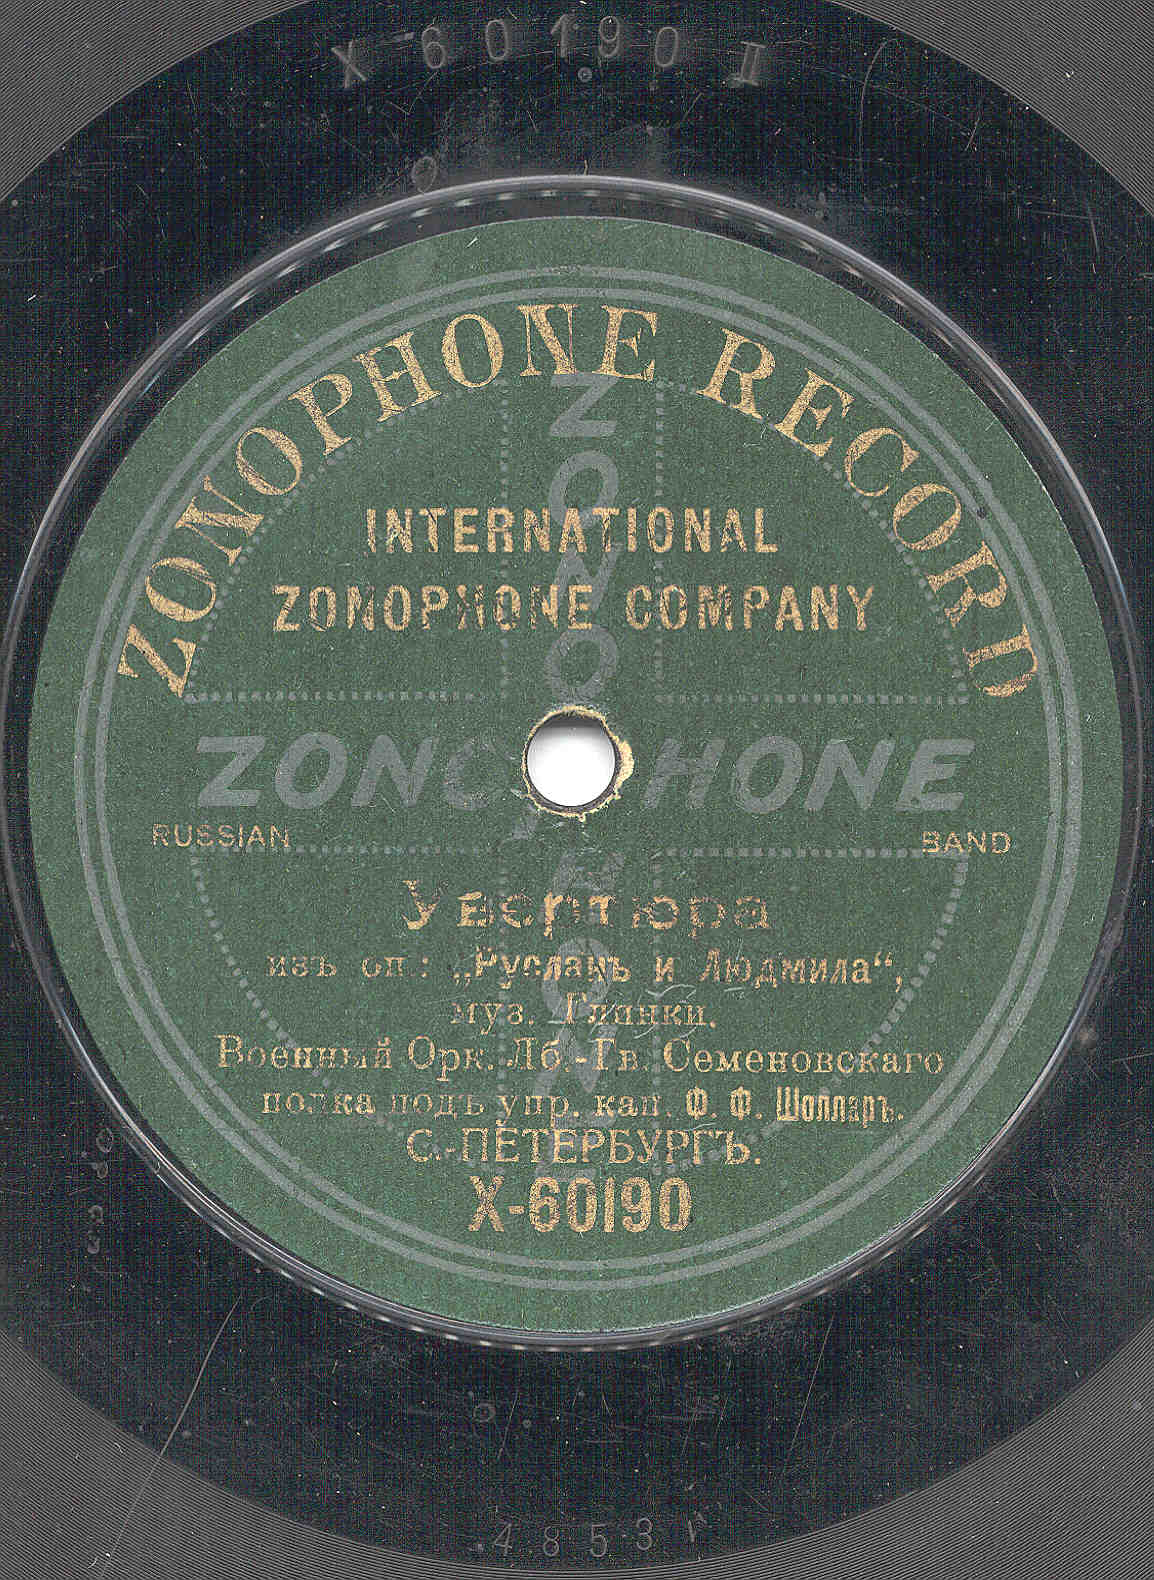 X-60190 II
ZONOPHONE RECORD
INTERNATIONAL
ZONOPHONE COMPANY
ZONOPHONE
ZONOPHONE
RUSSIAN BAND
Увертюра
изъ оп.: „Русланъ и Людмила“,
муз. Глинки.
Военный Орк. Лб.-Гв. Семеновскаго
полка подъ упр. кап. Ф. Ф. Шолларъ.
С.-ПЕТЕРБУРГЪ.
X-60190
4853